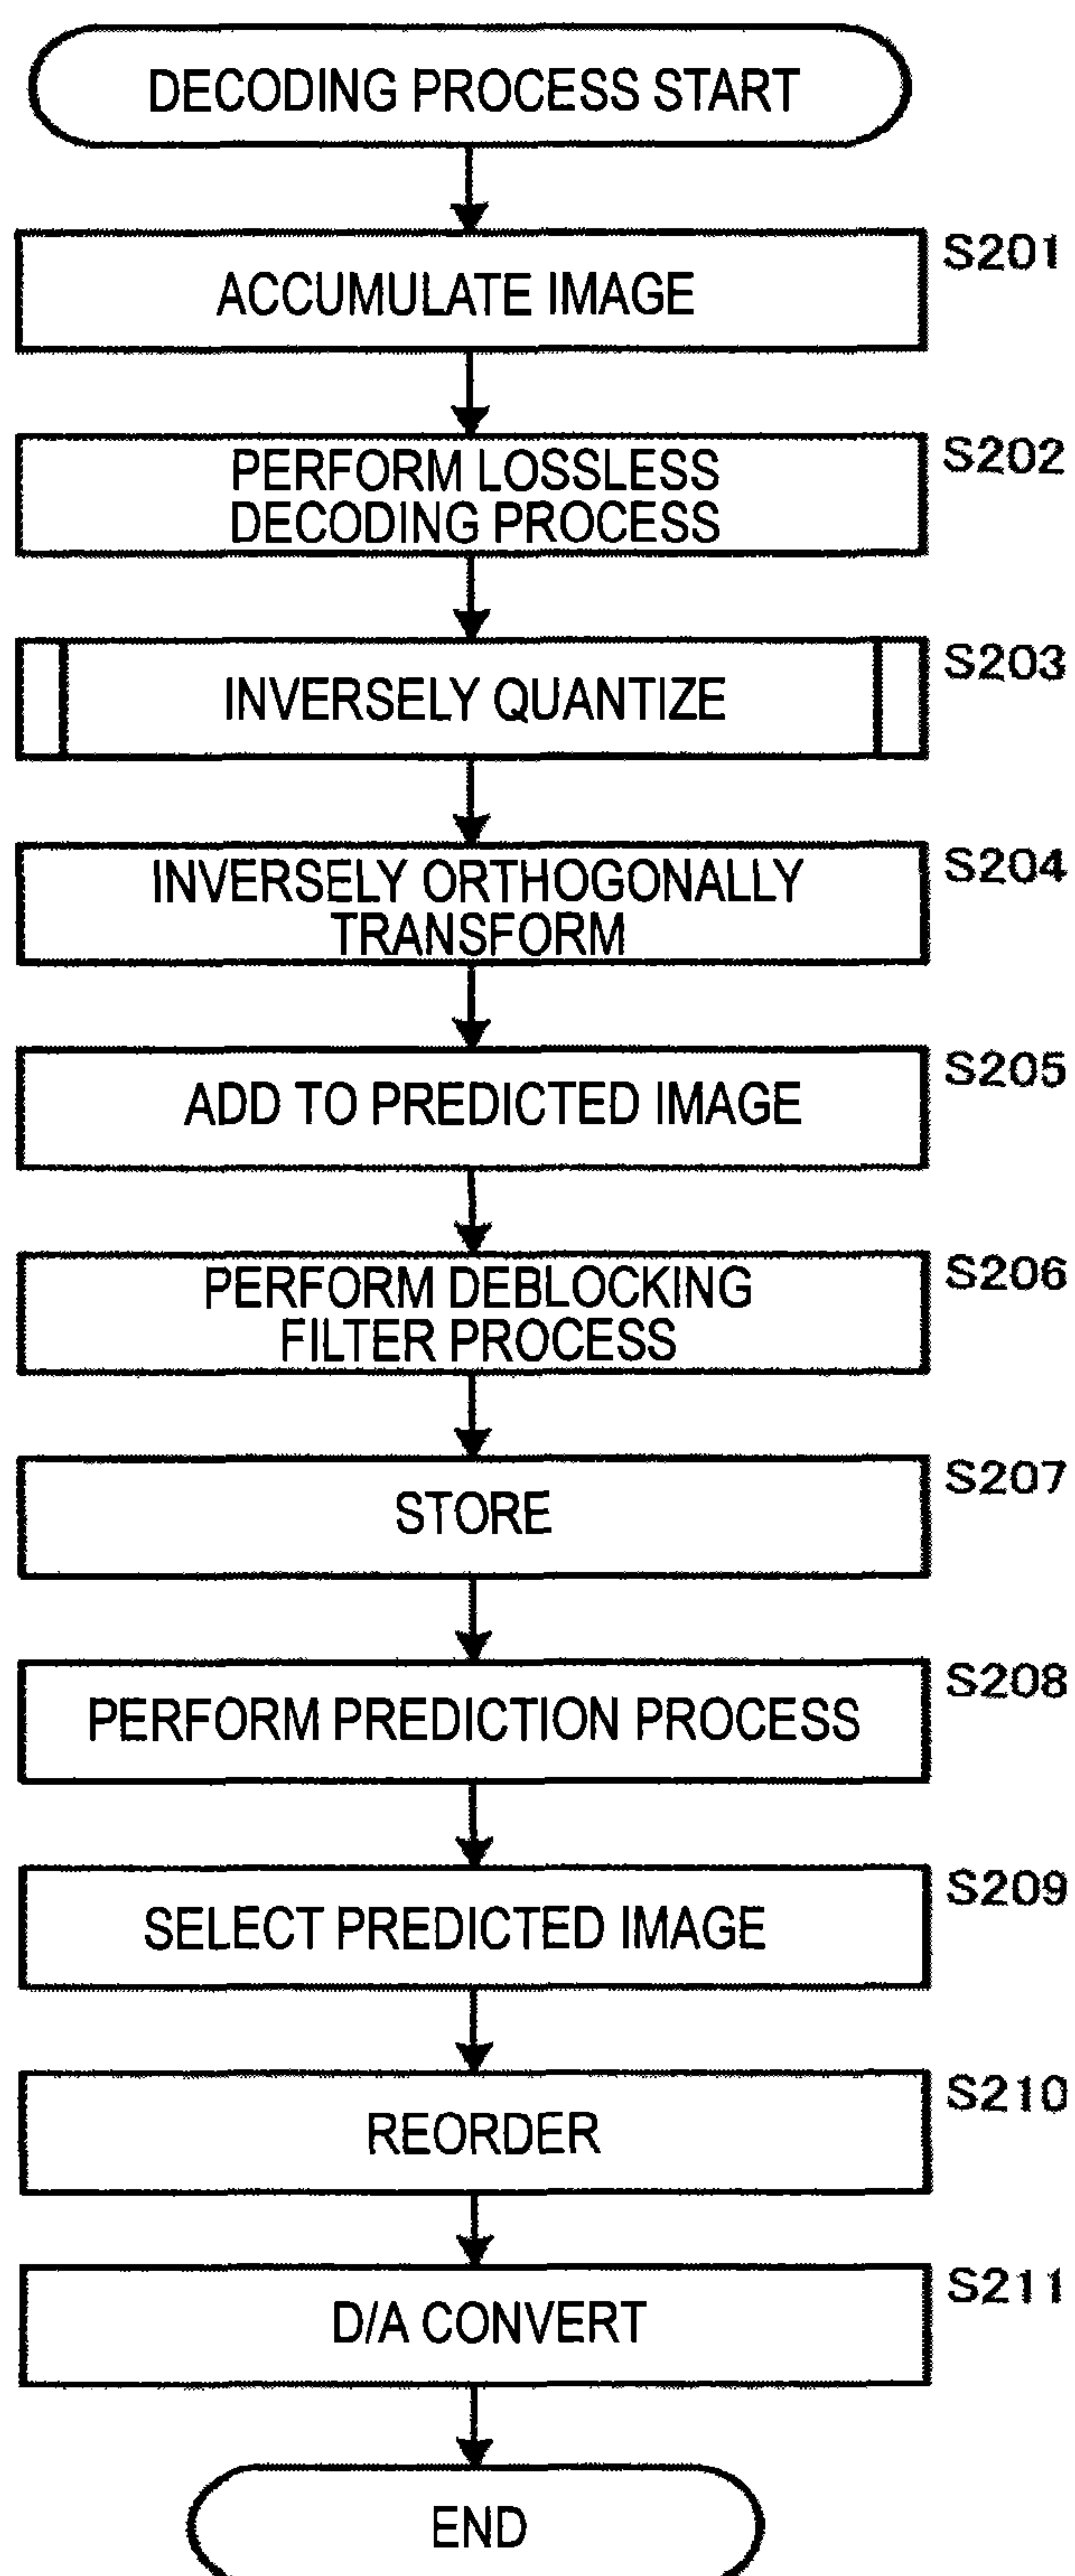 DECODING PROCESS START
ACCUMULATE IMAGE
S201
PERFORM LOSSLESS
DECODING PROCESS
S202
INVERSELY QUANTIZE
S203
INVERSELY ORTHOGONALLY
TRANSFORM
S204
ADD TO PREDICTED IMAGE
S205
PERFORM DEBLOCKING
FILTER PROCESS
S206
STORE
S207
PERFORM PREDICTION PROCESS
S208
SELECT PREDICTED IMAGE
S209
REORDER
S210
D/A CONVERT
S211
END